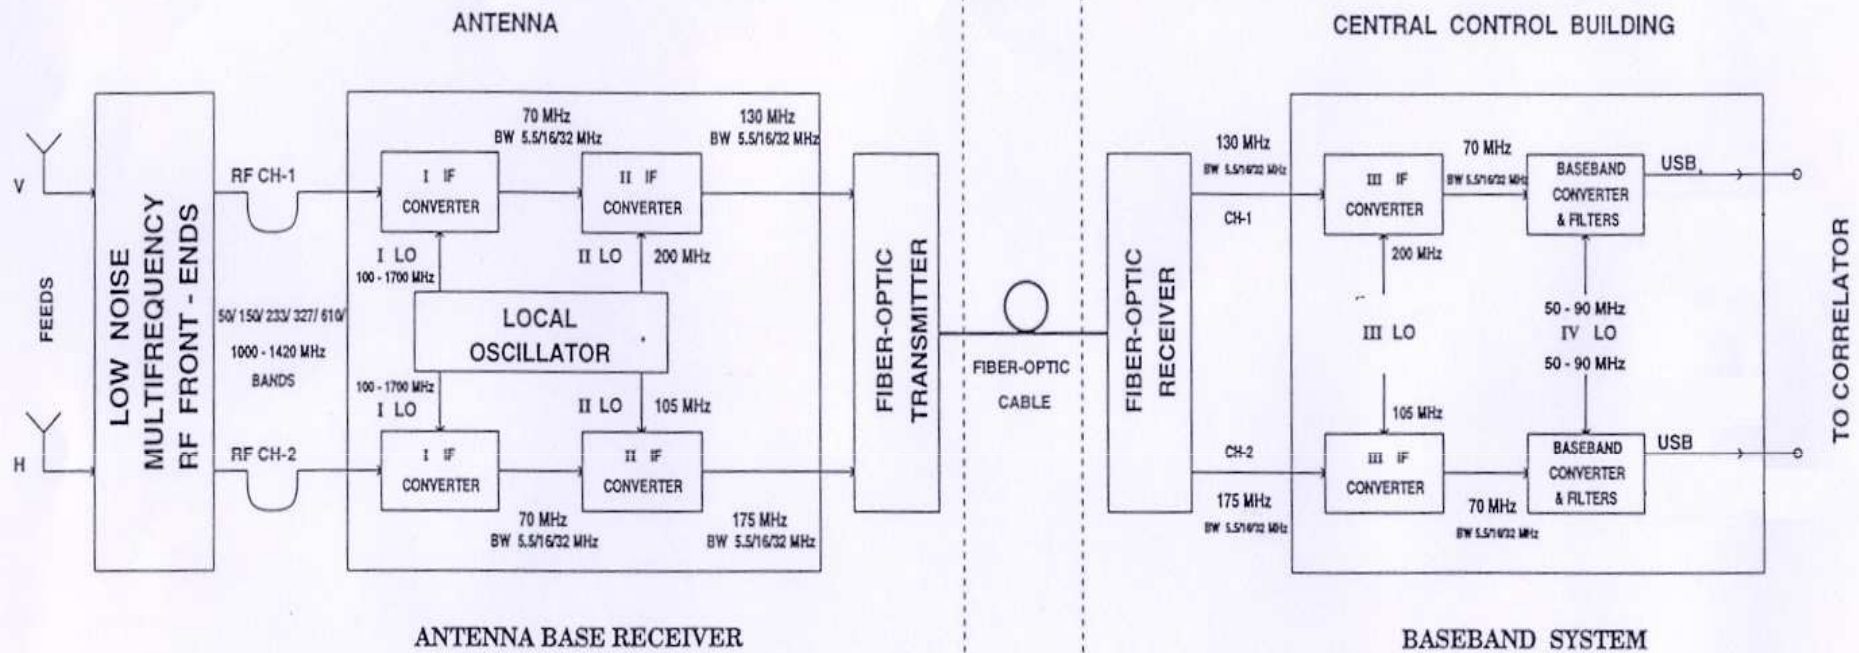 ANTENNA
CENTRAL CONTROL BUILDING
V
FEEDS
H
LOW NOISE
MULTIFREQUENCY
RF FRONT - ENDS
RF CH-1
50/ 150/ 233/ 327/ 610/
1000 - 1420 MHz
BANDS
RF CH-2
I IF
CONVERTER
70 MHz
BW 5.5/16/32 MHz
II IF
CONVERTER
130 MHz
BW 5.5/16/32 MHz
I LO
100 - 1700 MHz
II LO
200 MHz
LOCAL
OSCILLATOR
100 - 1700 MHz
I LO
II LO
105 MHz
I IF
CONVERTER
70 MHz
BW 5.5/16/32 MHz
II IF
CONVERTER
175 MHz
BW 5.5/16/32 MHz
FIBER-OPTIC
TRANSMITTER
FIBER-OPTIC
CABLE
FIBER-OPTIC
RECEIVER
130 MHz
BW 5.5/16/32 MHz
CH-1
CH-2
175 MHz
BW 5.5/16/32 MHz
III IF
CONVERTER
70 MHz
BW 5.5/16/32 MHz
BASEBAND
CONVERTER
& FILTERS
USB
200 MHz
III LO
105 MHz
50 - 90 MHz
IV LO
50 - 90 MHz
III IF
CONVERTER
70 MHz
BW 5.5/16/32 MHz
BASEBAND
CONVERTER
& FILTERS
USB
TO CORRELATOR
ANTENNA BASE RECEIVER
BASEBAND SYSTEM